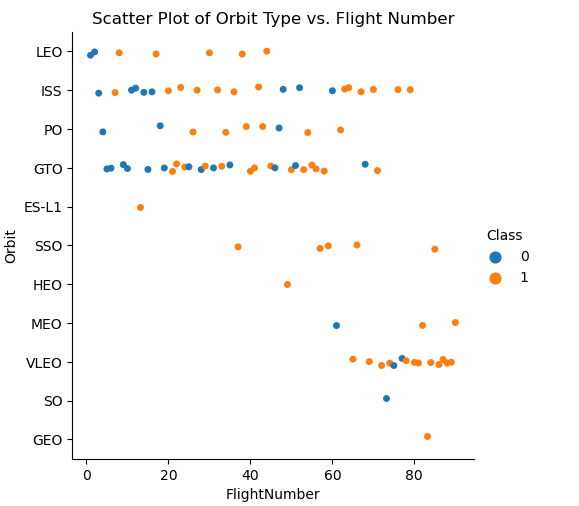 Scatter Plot of Orbit Type vs. Flight Number
LEO
ISS
PO
GTO
ES-L1
SSO
HEO
MEO
VLEO
SO
GEO
Orbit
0 20 40 60 80
FlightNumber
Class
0
1